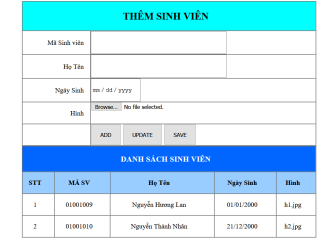 THÊM SINH VIÊN
Mã Sinh viên
Họ Tên
Ngày Sinh mm / dd / yyyy
Hình Browse... No file selected.
ADD UPDATE SAVE
DANH SÁCH SINH VIÊN
STT MÃ SV Họ Tên Ngày Sinh Hình
1 01001009 Nguyễn Hương Lan 01/01/2000 h1.jpg
2 01001010 Nguyễn Thành Nhân 21/12/2000 h2.jpg